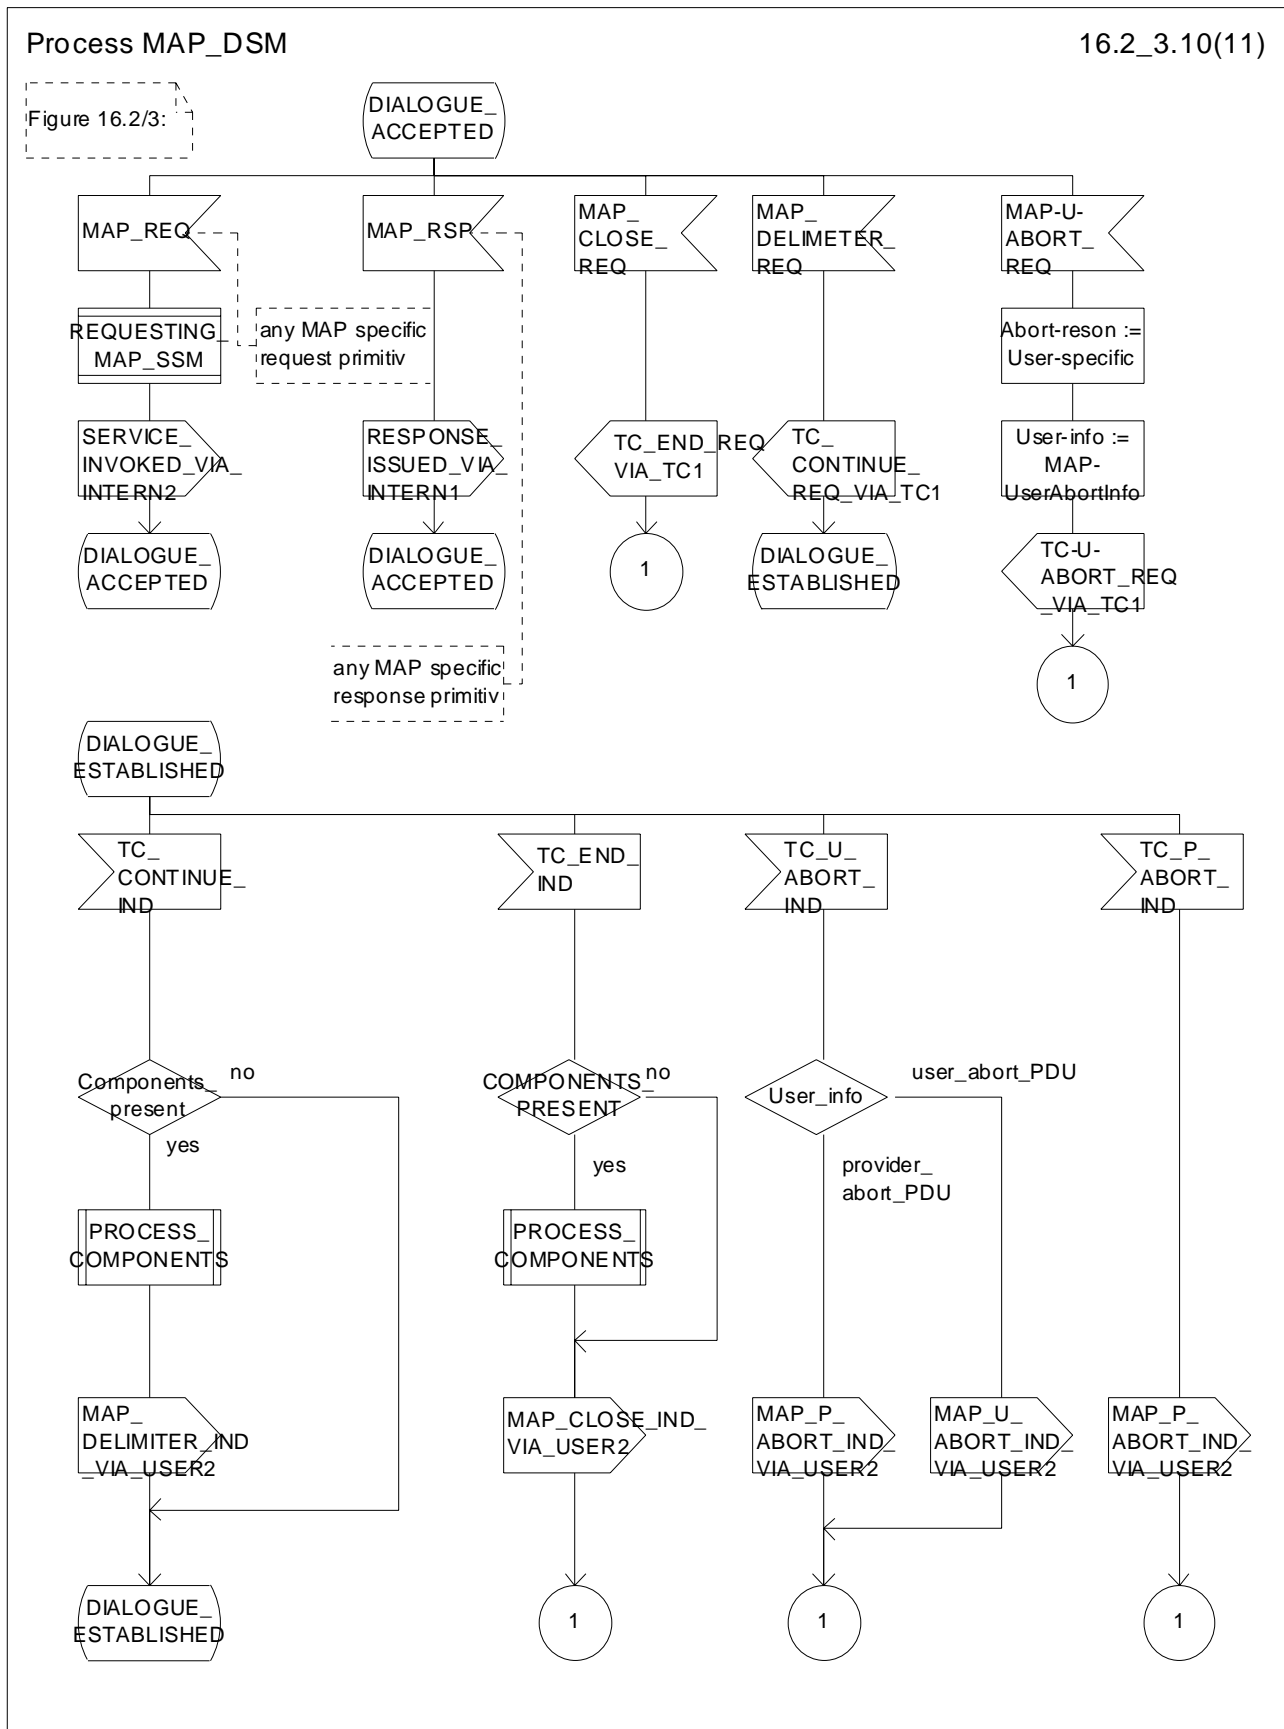 Process MAP_DSM
16.2_3.10(11)
Figure 16.2/3:
DIALOGUE_
ACCEPTED
MAP_REQ
MAP_RSP
MAP_
CLOSE_
REQ
MAP_
DELIMETER_
REQ
MAP-U-
ABORT_
REQ
REQUESTING_
MAP_SSM
any MAP specific
request primitiv
Abort-reson :=
User-specific
SERVICE_
INVOKED_VIA_
INTERN2
RESPONSE_
ISSUED_VIA_
INTERN1
TC_END_REQ
VIA_TC1
TC_
CONTINUE_
REQ_VIA_TC1
User-info :=
MAP-
UserAbortInfo
DIALOGUE_
ACCEPTED
DIALOGUE_
ACCEPTED
1
DIALOGUE_
ESTABLISHED
TC-U-
ABORT_REQ
_VIA_TC1
any MAP specific
response primitiv
1
DIALOGUE_
ESTABLISHED
TC_
CONTINUE_
IND
TC_END_
IND
TC_U_
ABORT_
IND
TC_P_
ABORT_
IND
Components_
present
no
yes
COMPONENTS_
PRESENT
no
yes
User_info
user_abort_PDU
provider_
abort_PDU
PROCESS_
COMPONENTS
PROCESS_
COMPONENTS
MAP_
DELIMITER_IND
_VIA_USER2
MAP_CLOSE_IND_
VIA_USER2
MAP_P_
ABORT_IND_
VIA_USER2
MAP_U_
ABORT_IND_
VIA_USER2
MAP_P_
ABORT_IND_
VIA_USER2
DIALOGUE_
ESTABLISHED
1
1
1